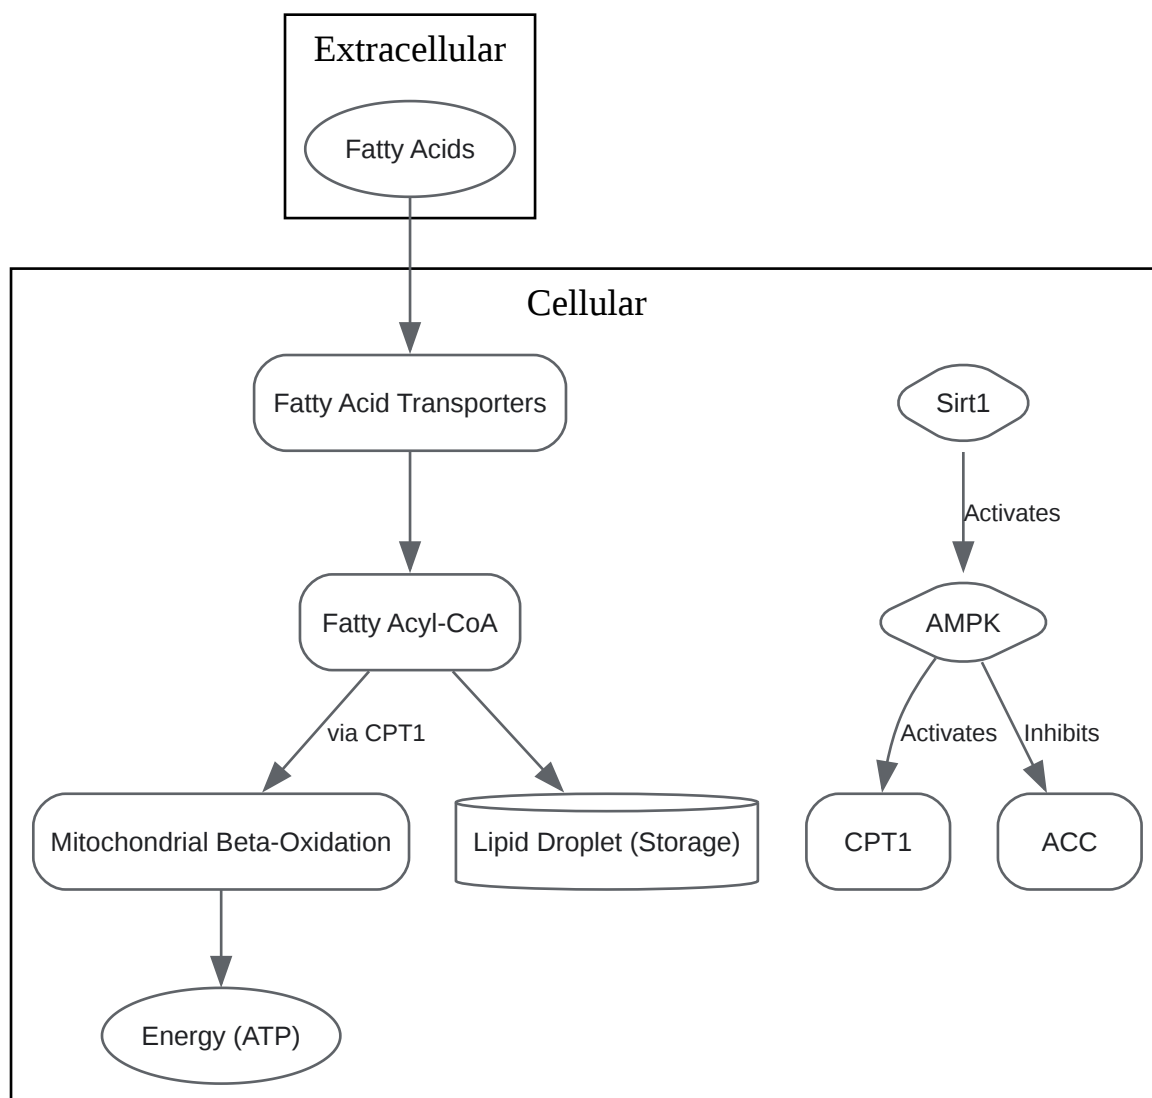 Extracellular
Fatty Acids
Cellular
Fatty Acid Transporters
Sirt1
Activates
Fatty Acyl-CoA
AMPK
via CPT1
Activates
Inhibits
Mitochondrial Beta-Oxidation
Lipid Droplet (Storage)
CPT1
ACC
Energy (ATP)